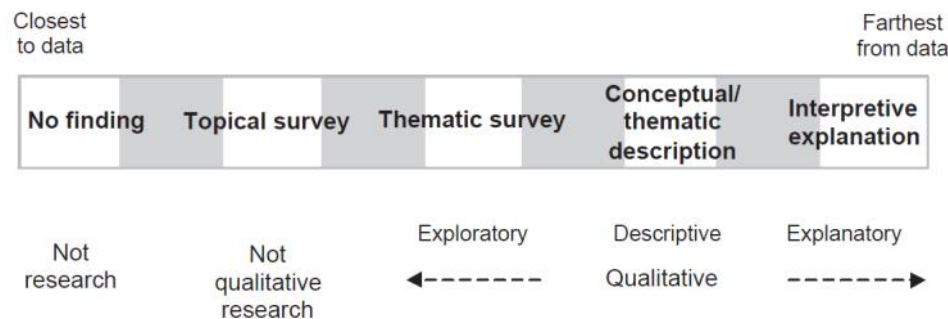 Closest
to data
Farthest
from data
No finding
Topical survey
Thematic survey
Conceptual/
thematic
description
Interpretive
explanation
Not
research
Not
qualitative
research
Exploratory
Descriptive
Explanatory
Qualitative